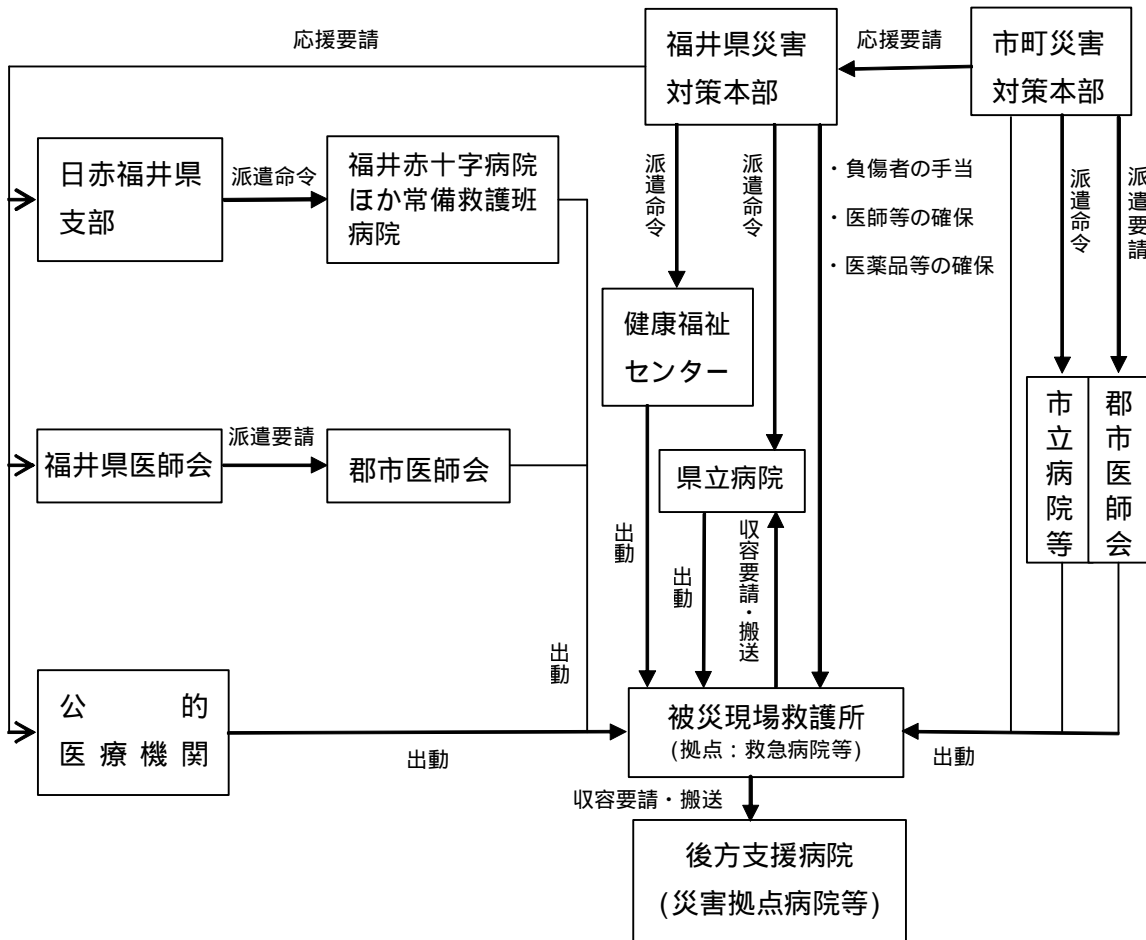 応援要請
福井県災害
対策本部
応援要請
市町災害
対策本部
日赤福井県
支部
派遣命令
福井赤十字病院
ほか常備救護班
病院
派遣命令
派遣命令
・負傷者の手当
・医師等の確保
・医薬品等の確保
派遣命令
派遣要請
健康福祉
センター
市立病院等
郡市医師会
福井県医師会
派遣要請
郡市医師会
県立病院
出動
出動
収容要請・搬送
出動
公的
医療機関
出動
被災現場救護所
(拠点：救急病院等)
出動
収容要請・搬送
後方支援病院
(災害拠点病院等)